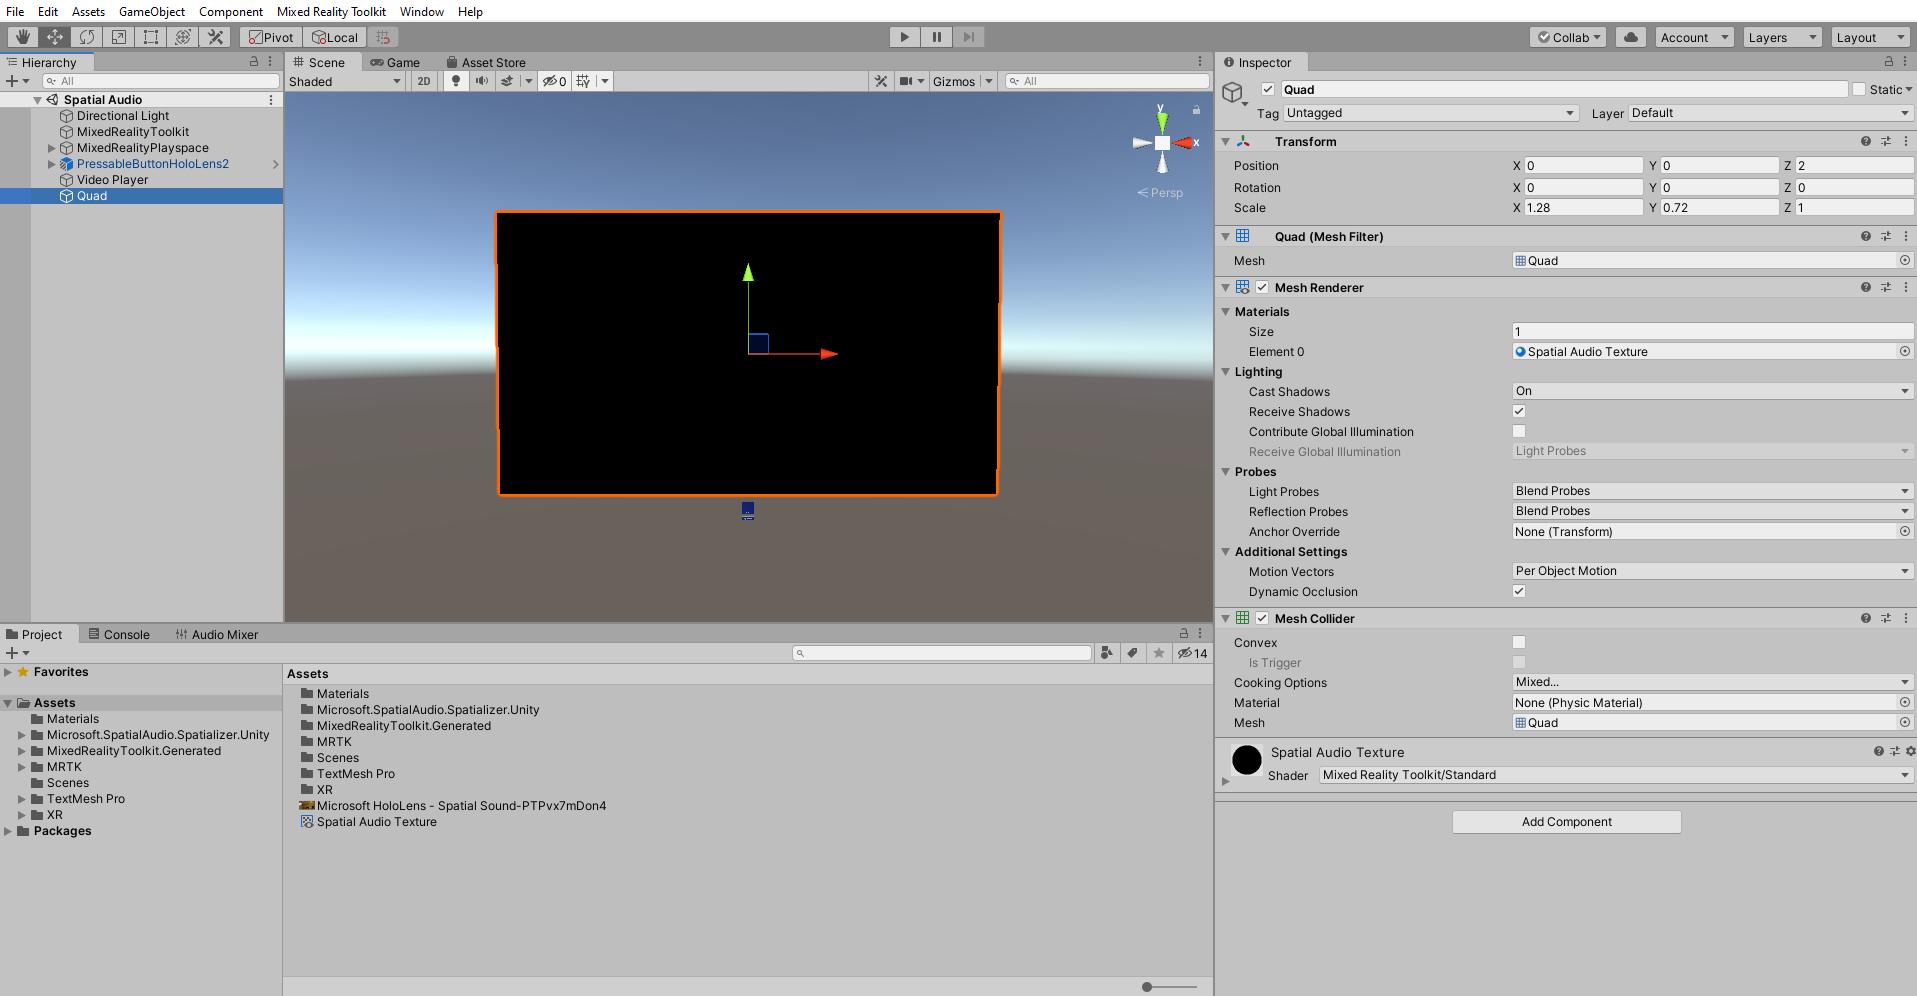 File Edit Assets GameObject Component Mixed Reality Toolkit Window Help
Pivot Local Collab Account Layers Layout
Hierarchy
All
Spatial Audio
Directional Light
MixedRealityToolkit
MixedRealityPlayspace
PressableButtonHoloLens2
Video Player
Quad
Scene Game Asset Store
Shaded 2D 0 Gizmos All
y
x
Persp
Inspector
Quad Static
Tag Untagged Layer Default
Transform
Position X 0 Y 0 Z 2
Rotation X 0 Y 0 Z 0
Scale X 1.28 Y 0.72 Z 1
Quad (Mesh Filter)
Mesh Quad
Mesh Renderer
Materials
Size 1
Element 0 Spatial Audio Texture
Lighting
Cast Shadows On
Receive Shadows
Contribute Global Illumination
Receive Global Illumination Light Probes
Probes
Light Probes Blend Probes
Reflection Probes Blend Probes
Anchor Override None (Transform)
Additional Settings
Motion Vectors Per Object Motion
Dynamic Occlusion
Mesh Collider
Convex
Is Trigger
Cooking Options Mixed...
Material None (Physic Material)
Mesh Quad
Spatial Audio Texture
Shader Mixed Reality Toolkit/Standard
Add Component
Project Console Audio Mixer
14
Favorites
Assets
Materials
Microsoft.SpatialAudio.Spatializer.Unity
MixedRealityToolkit.Generated
MRTK
Scenes
TextMesh Pro
XR
Packages
Assets
Materials
Microsoft.SpatialAudio.Spatializer.Unity
MixedRealityToolkit.Generated
MRTK
Scenes
TextMesh Pro
XR
Microsoft HoloLens - Spatial Sound-PTPvx7mDon4
Spatial Audio Texture